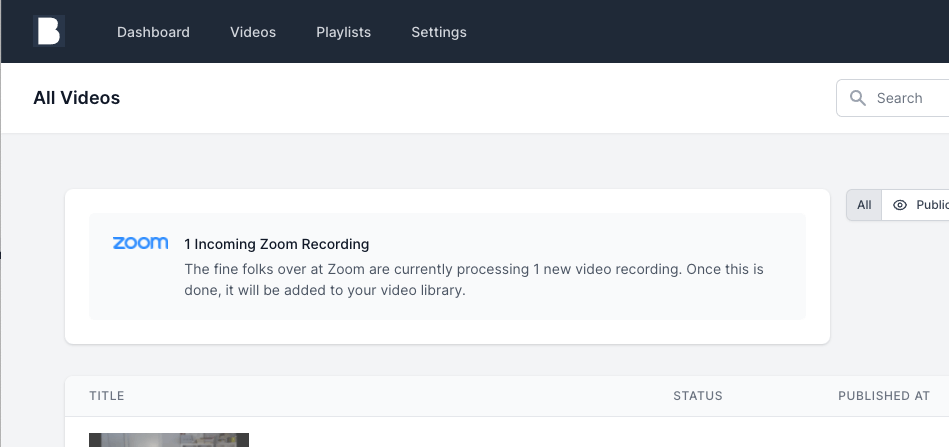 B
Dashboard Videos Playlists Settings
All Videos
Search
All Public
zoom
1 Incoming Zoom Recording
The fine folks over at Zoom are currently processing 1 new video recording. Once this is
done, it will be added to your video library.
TITLE STATUS PUBLISHED AT